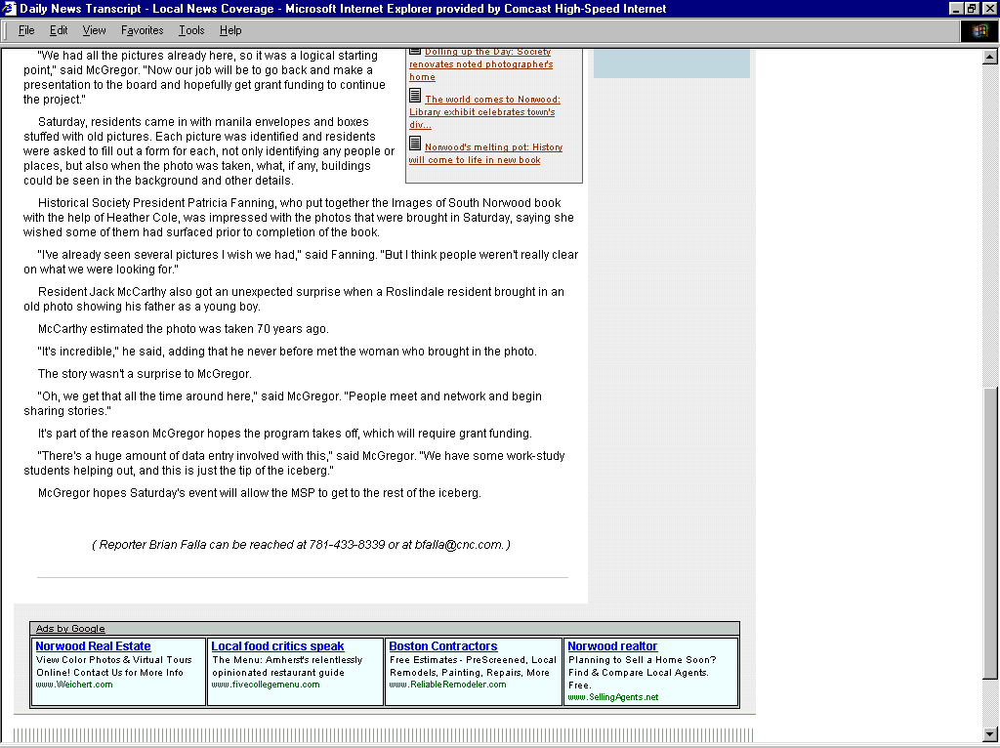 Daily News Transcript - Local News Coverage - Microsoft Internet Explorer provided by Comcast High-Speed Internet
File Edit View Favorites Tools Help
"We had all the pictures already here, so it was a logical starting
point," said McGregor. "Now our job will be to go back and make a
presentation to the board and hopefully get grant funding to continue
the project."
Saturday, residents came in with manila envelopes and boxes
stuffed with old pictures. Each picture was identified and residents
were asked to fill out a form for each, not only identifying any people or
places, but also when the photo was taken, what, if any, buildings
could be seen in the background and other details.
Dolling up the Day: Society
renovates noted photographer's
home
The world comes to Norwood:
Library exhibit celebrates town's
div...
Norwood's melting pot: History
will come to life in new book
Historical Society President Patricia Fanning, who put together the Images of South Norwood book
with the help of Heather Cole, was impressed with the photos that were brought in Saturday, saying she
wished some of them had surfaced prior to completion of the book.
"I've already seen several pictures I wish we had," said Fanning. "But I think people weren't really clear
on what we were looking for."
Resident Jack McCarthy also got an unexpected surprise when a Roslindale resident brought in an
old photo showing his father as a young boy.
McCarthy estimated the photo was taken 70 years ago.
"It's incredible," he said, adding that he never before met the woman who brought in the photo.
The story wasn't a surprise to McGregor.
"Oh, we get that all the time around here," said McGregor. "People meet and network and begin
sharing stories."
It's part of the reason McGregor hopes the program takes off, which will require grant funding.
"There's a huge amount of data entry involved with this," said McGregor. "We have some work-study
students helping out, and this is just the tip of the iceberg."
McGregor hopes Saturday's event will allow the MSP to get to the rest of the iceberg.
( Reporter Brian Falla can be reached at 781-433-8339 or at bfalla@cnc.com. )
Ads by Google
Norwood Real Estate
View Color Photos & Virtual Tours
Online! Contact Us for More Info
www.Weichert.com
Local food critics speak
The Menu: Amherst's relentlessly
opinionated restaurant guide
www.fivecollegemenu.com
Boston Contractors
Free Estimates - PreScreened, Local
Remodels, Painting, Repairs, More
www.ReliableRemodeler.com
Norwood realtor
Planning to Sell a Home Soon?
Find & Compare Local Agents.
Free.
www.SellingAgents.net